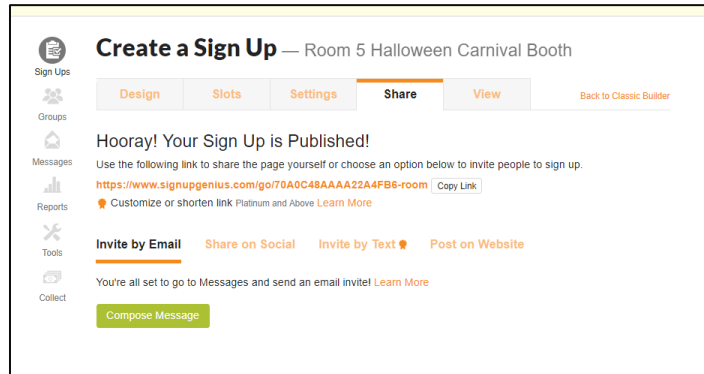 Create a Sign Up — Room 5 Halloween Carnival Booth
Sign Ups
Groups
Messages
Reports
Tools
Collect
Design Slots Settings Share View Back to Classic Builder
Hooray! Your Sign Up is Published!
Use the following link to share the page yourself or choose an option below to invite people to sign up.
https://www.signupgenius.com/go/70A0C48AAAA22A4FB6-room Copy Link
Customize or shorten link Platinum and Above Learn More
Invite by Email Share on Social Invite by Text Post on Website
You're all set to go to Messages and send an email invite! Learn More
Compose Message